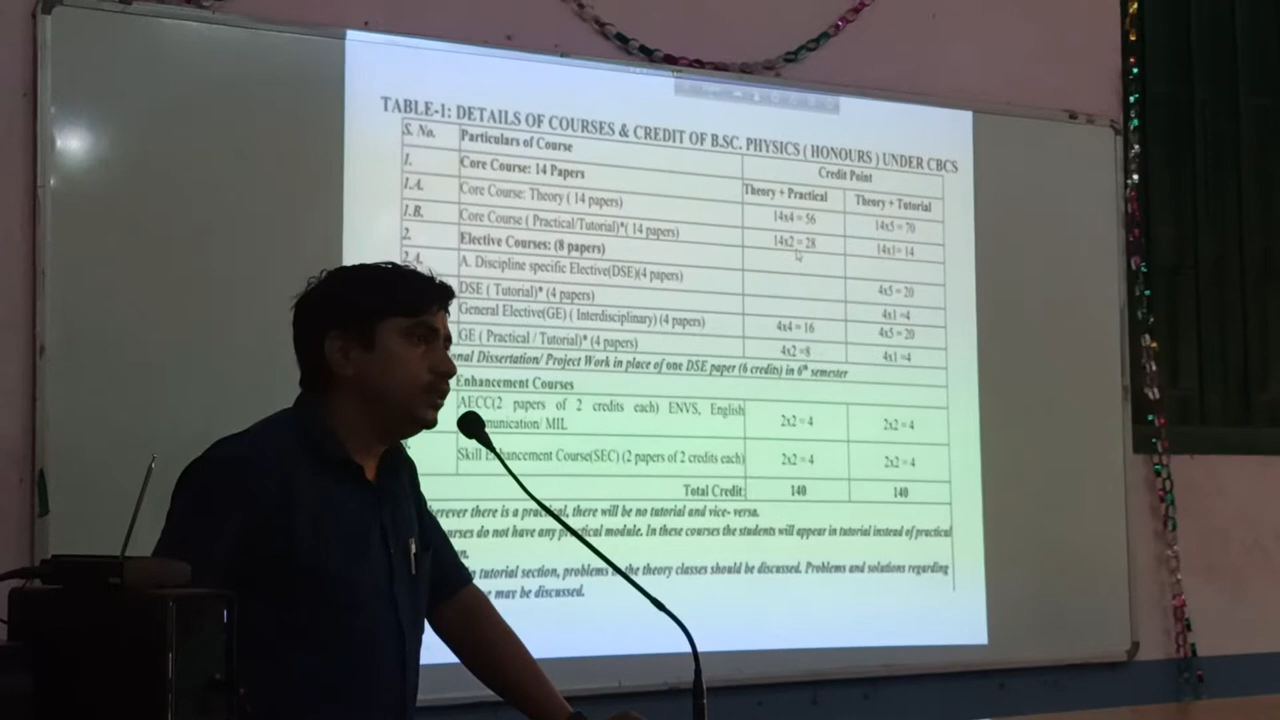 TABLE-1: DETAILS OF COURSES & CREDIT OF B.SC. PHYSICS ( HONOURS ) UNDER CBCS
S. No. Particulars of Course Credit Point
1. Core Course: 14 Papers Theory + Practical Theory + Tutorial
1.A. Core Course: Theory ( 14 papers) 14x4 = 56 14x5 = 70
1.B. Core Course ( Practical/Tutorial)*( 14 papers) 14x2 = 28 14x1= 14
2. Elective Courses: (8 papers)
2.A. A. Discipline specific Elective(DSE)(4 papers) 4x5 = 20
DSE ( Tutorial)* (4 papers) 4x1 =4
General Elective(GE) ( Interdisciplinary) (4 papers) 4x4 = 16 4x5 = 20
GE ( Practical / Tutorial)* (4 papers) 4x2 =8 4x1 =4
Dissertation/ Project Work in place of one DSE paper (6 credits) in 6th semester
Enhancement Courses
AECC(2 papers of 2 credits each) ENVS, English 2x2 = 4 2x2 = 4
MIL
Skill Enhancement Course(SEC) (2 papers of 2 credits each) 2x2 = 4 2x2 = 4
Total Credit: 140 140
there is a practical, there will be no tutorial and vice- versa.
do not have any practical module. In these courses the students will appear in tutorial instead of practical
tutorial section, problems the theory classes should be discussed. Problems and solutions regarding
may be discussed.